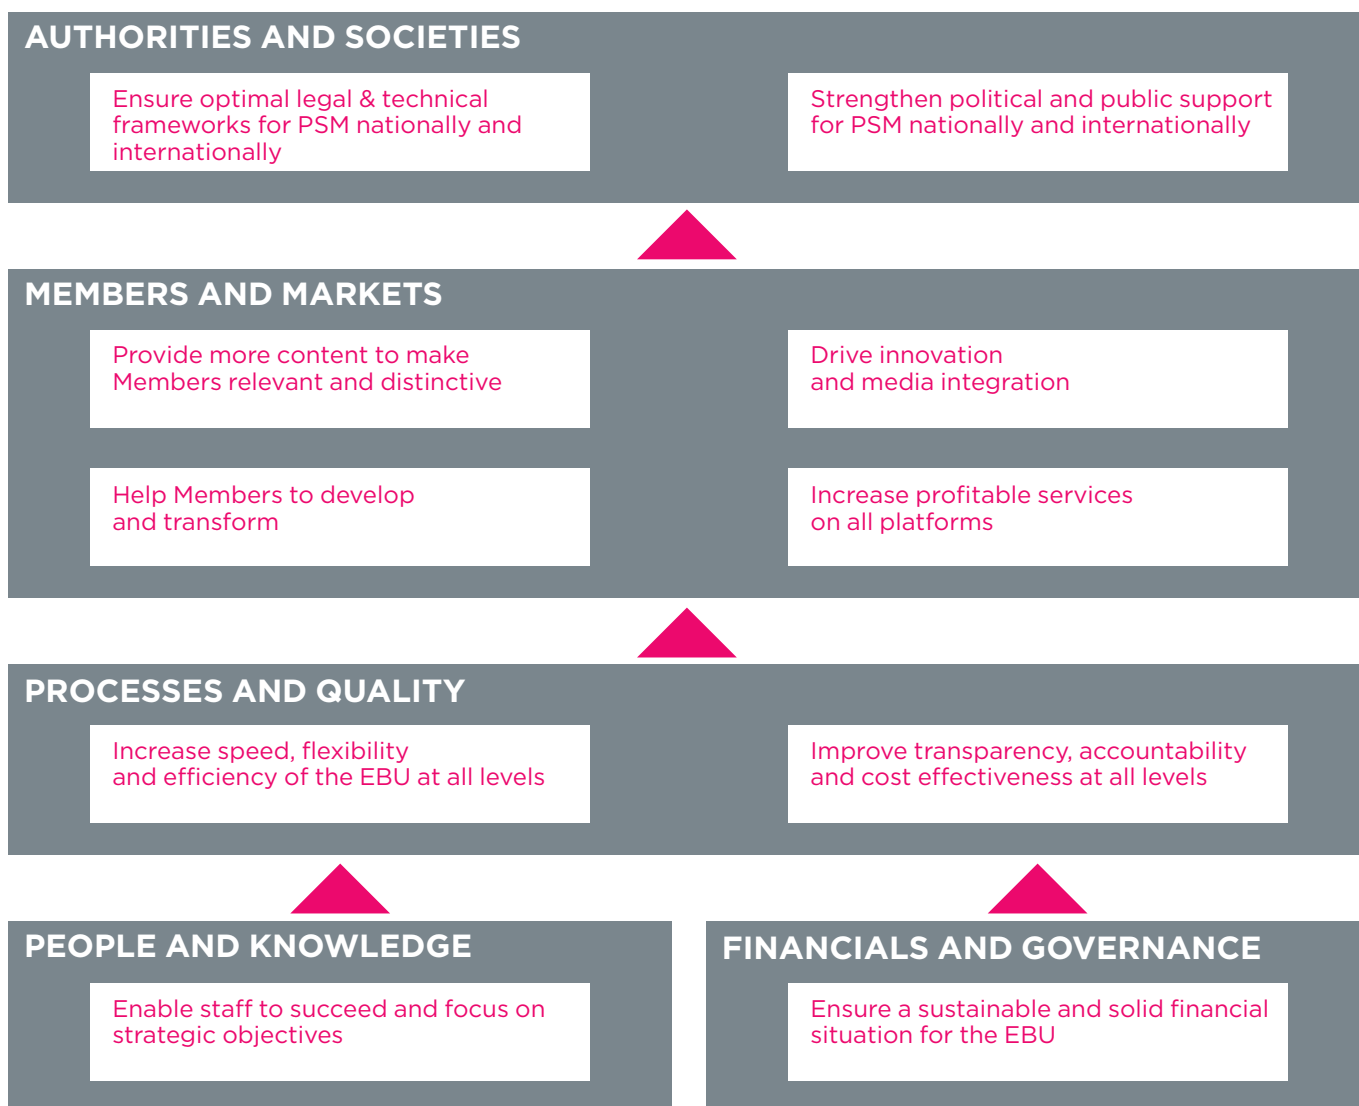 AUTHORITIES AND SOCIETIES
Ensure optimal legal & technical
frameworks for PSM nationally and
internationally
Strengthen political and public support
for PSM nationally and internationally
MEMBERS AND MARKETS
Provide more content to make
Members relevant and distinctive
Drive innovation
and media integration
Help Members to develop
and transform
Increase profitable services
on all platforms
PROCESSES AND QUALITY
Increase speed, flexibility
and efficiency of the EBU at all levels
Improve transparency, accountability
and cost effectiveness at all levels
PEOPLE AND KNOWLEDGE
Enable staff to succeed and focus on
strategic objectives
FINANCIALS AND GOVERNANCE
Ensure a sustainable and solid financial
situation for the EBU